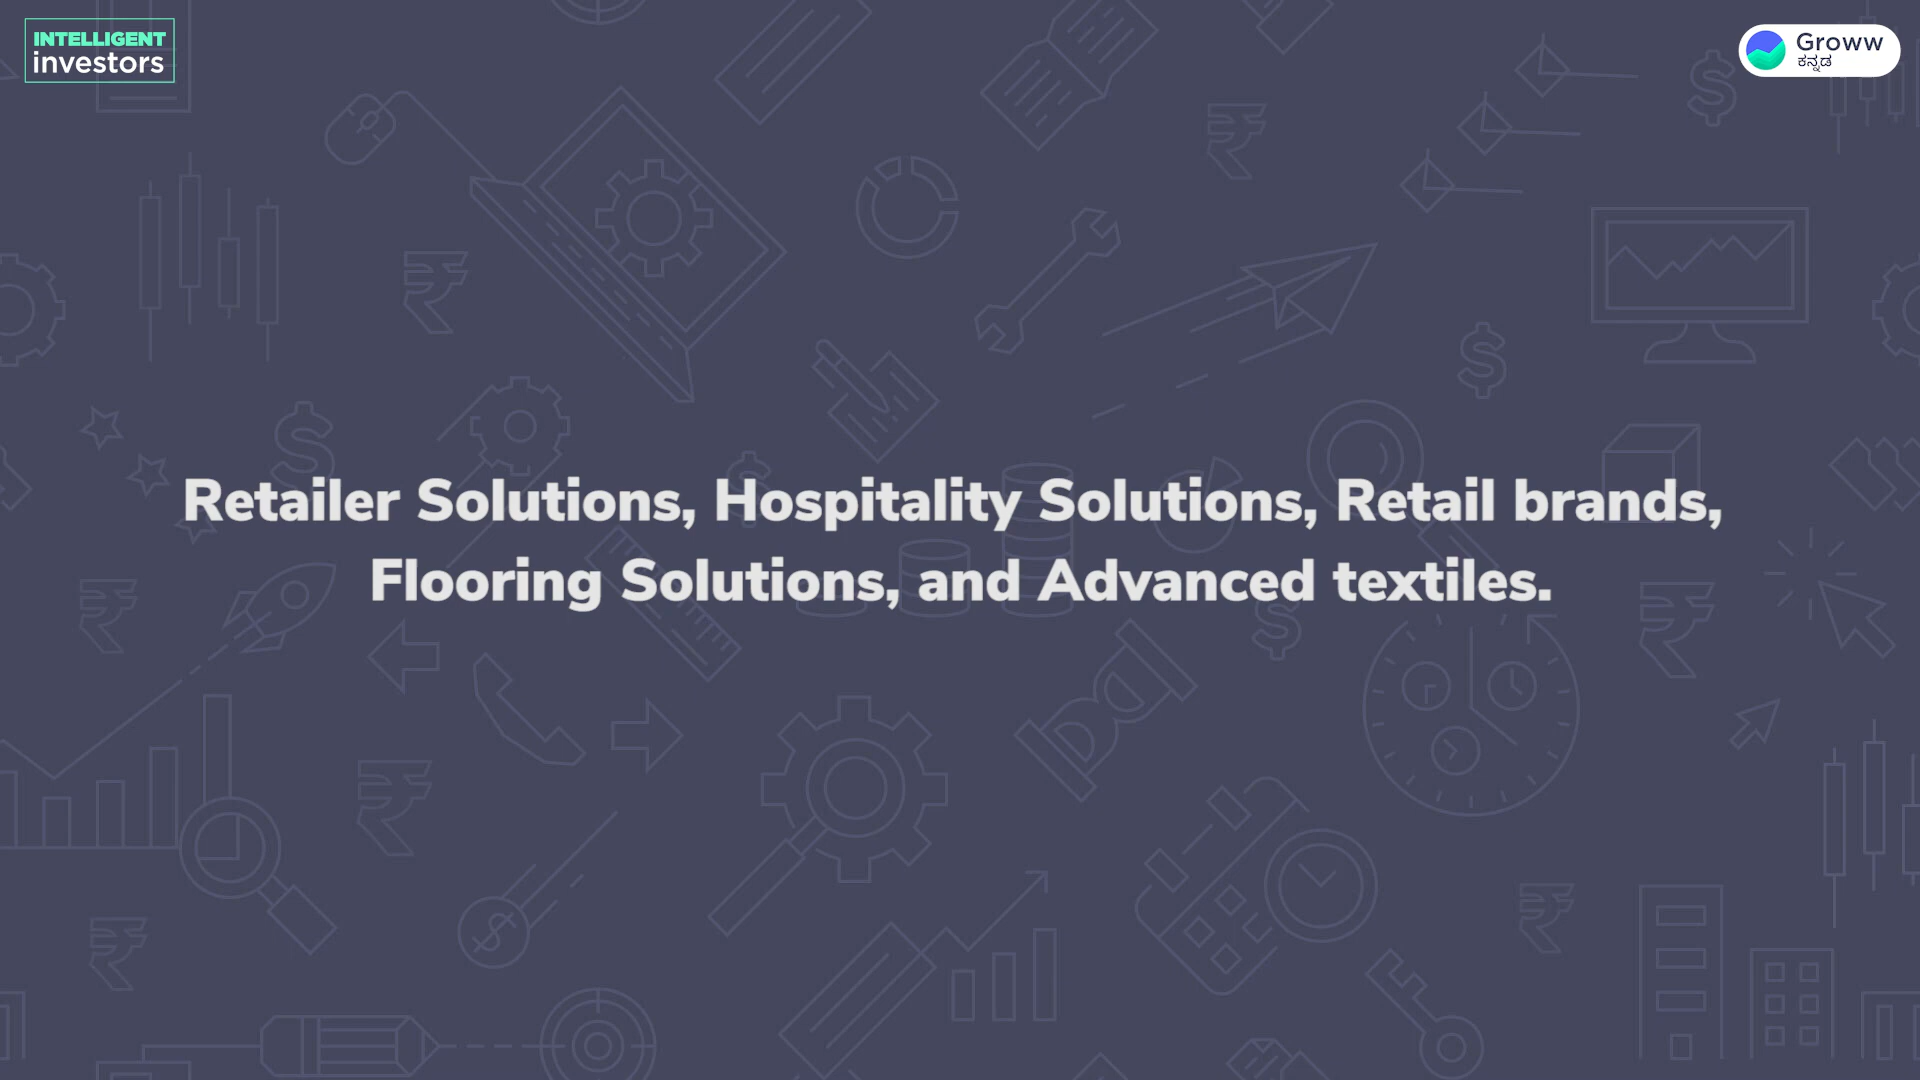 INTELLIGENT
investors
Groww
ಕನ್ನಡ
Retailer Solutions, Hospitality Solutions, Retail brands,
Flooring Solutions, and Advanced textiles.